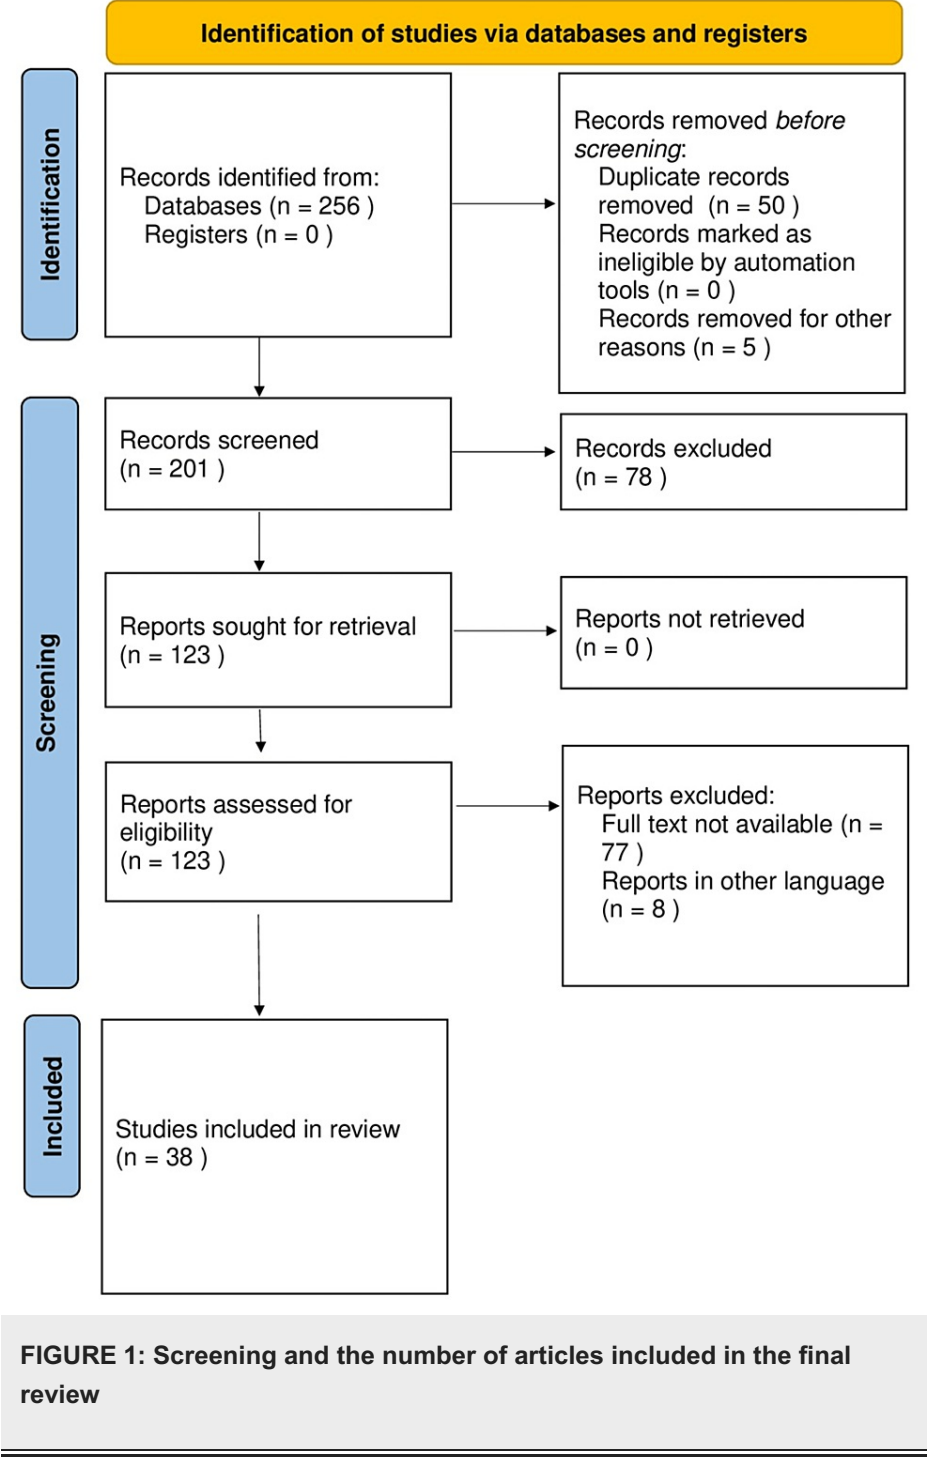 Identification of studies via databases and registers
Identification
Records identified from:
Databases (n = 256 )
Registers (n = 0 )
Records removed before
screening:
Duplicate records
removed (n = 50 )
Records marked as
ineligible by automation
tools (n = 0 )
Records removed for other
reasons (n = 5 )
Screening
Records screened
(n = 201 )
Records excluded
(n = 78 )
Reports sought for retrieval
(n = 123 )
Reports not retrieved
(n = 0 )
Reports assessed for
eligibility
(n = 123 )
Reports excluded:
Full text not available (n =
77 )
Reports in other language
(n = 8 )
Included
Studies included in review
(n = 38 )
FIGURE 1: Screening and the number of articles included in the final
review